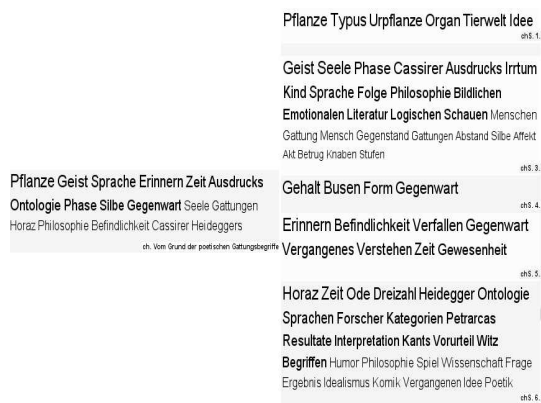 Pflanze Geist Sprache Erinnern Zeit Ausdrucks
Ontologie Phase Silbe Gegenwart Seele Gattungen
Horaz Philosophie Befindlichkeit Cassirer Heideggers
ch. Vom Grund der poetischen Gattungsbegriffe
Pflanze Typus Urpflanze Organ Tierwelt Idee
chS. 1.
Geist Seele Phase Cassirer Ausdrucks Irrtum
Kind Sprache Folge Philosophie Bildlichen
Emotionalen Literatur Logischen Schauen Menschen
Gattung Mensch Gegenstand Gattungen Abstand Silbe Affekt
Akt Betrug Knaben Stufen
chS. 3.
Gehalt Busen Form Gegenwart
chS. 4.
Erinnern Befindlichkeit Verfallen Gegenwart
Vergangenes Verstehen Zeit Gewesenheit
chS. 5.
Horaz Zeit Ode Dreizahl Heidegger Ontologie
Sprachen Forscher Kategorien Petrarcas
Resultate Interpretation Kants Vorurteil Witz
Begriffen Humor Philosophie Spiel Wissenschaft Frage
Ergebnis Idealismus Komik Vergangenen Idee Poetik
chS. 6.